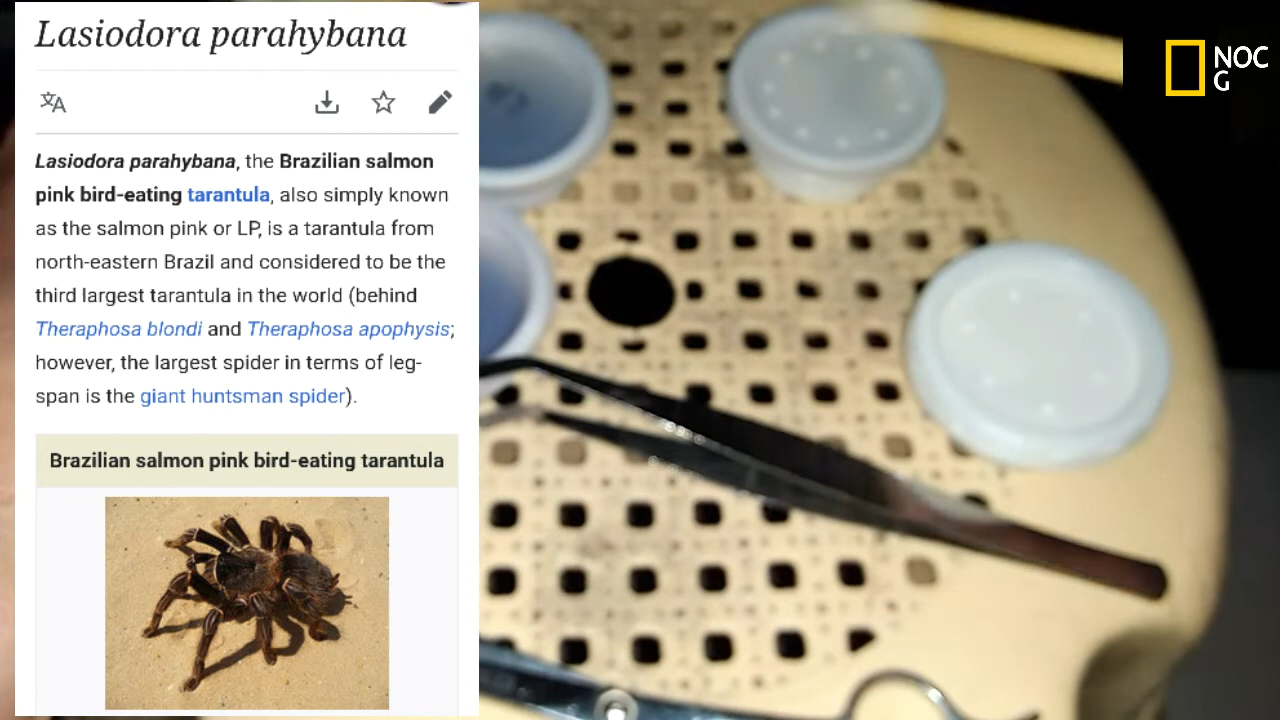 Lasiodora parahybana
Lasiodora parahybana, the Brazilian salmon
pink bird-eating tarantula, also simply known
as the salmon pink or LP, is a tarantula from
north-eastern Brazil and considered to be the
third largest tarantula in the world (behind
Theraphosa blondi and Theraphosa apophysis;
however, the largest spider in terms of leg-
span is the giant huntsman spider).
Brazilian salmon pink bird-eating tarantula
NOC
G